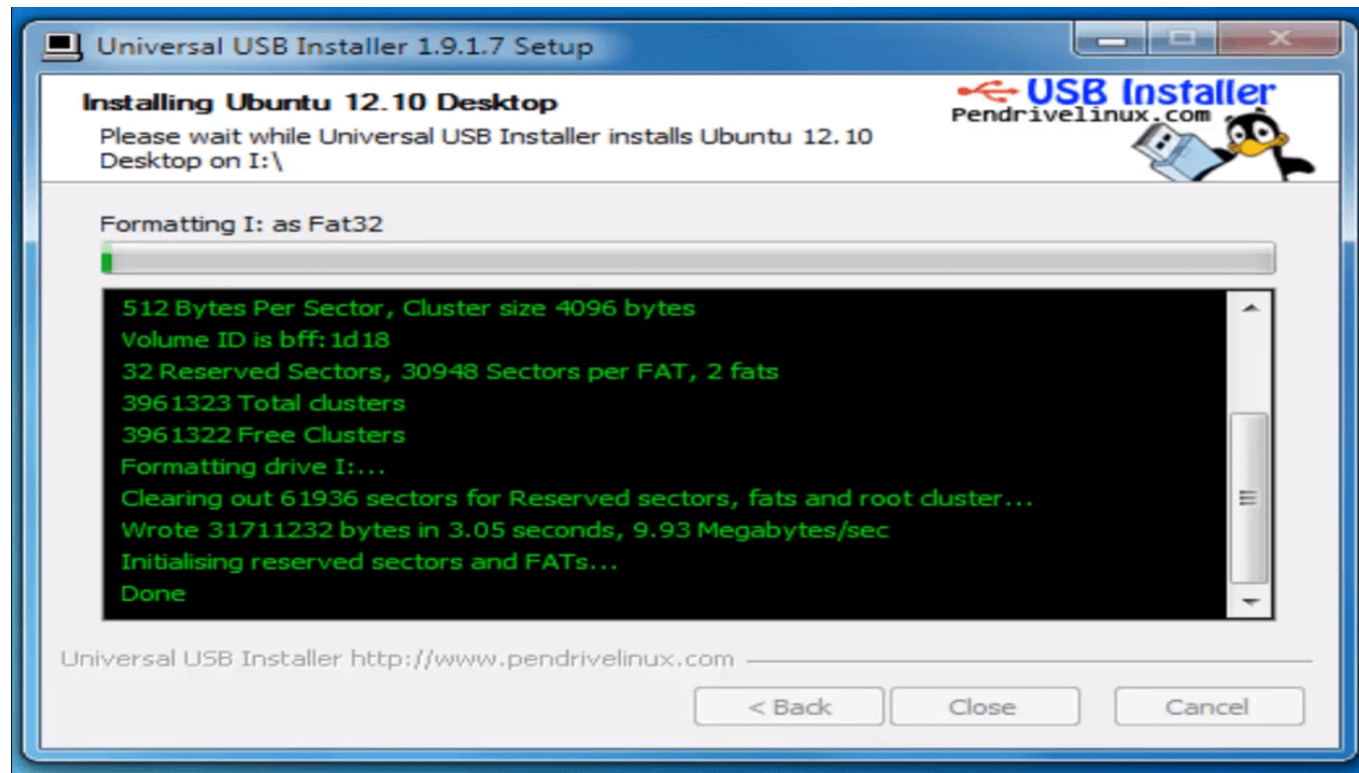 Universal USB Installer 1.9.1.7 Setup
Installing Ubuntu 12.10 Desktop
Please wait while Universal USB Installer installs Ubuntu 12.10
Desktop on I:\
USB Installer
Pendrivelinux.com
Formatting I: as Fat32
512 Bytes Per Sector, Cluster size 4096 bytes
Volume ID is bff:1d18
32 Reserved Sectors, 30948 Sectors per FAT, 2 fats
3961323 Total clusters
3961322 Free Clusters
Formatting drive I:...
Clearing out 61936 sectors for Reserved sectors, fats and root cluster...
Wrote 31711232 bytes in 3.05 seconds, 9.93 Megabytes/sec
Initialising reserved sectors and FATs...
Done
Universal USB Installer http://www.pendrivelinux.com
< Back
Close
Cancel